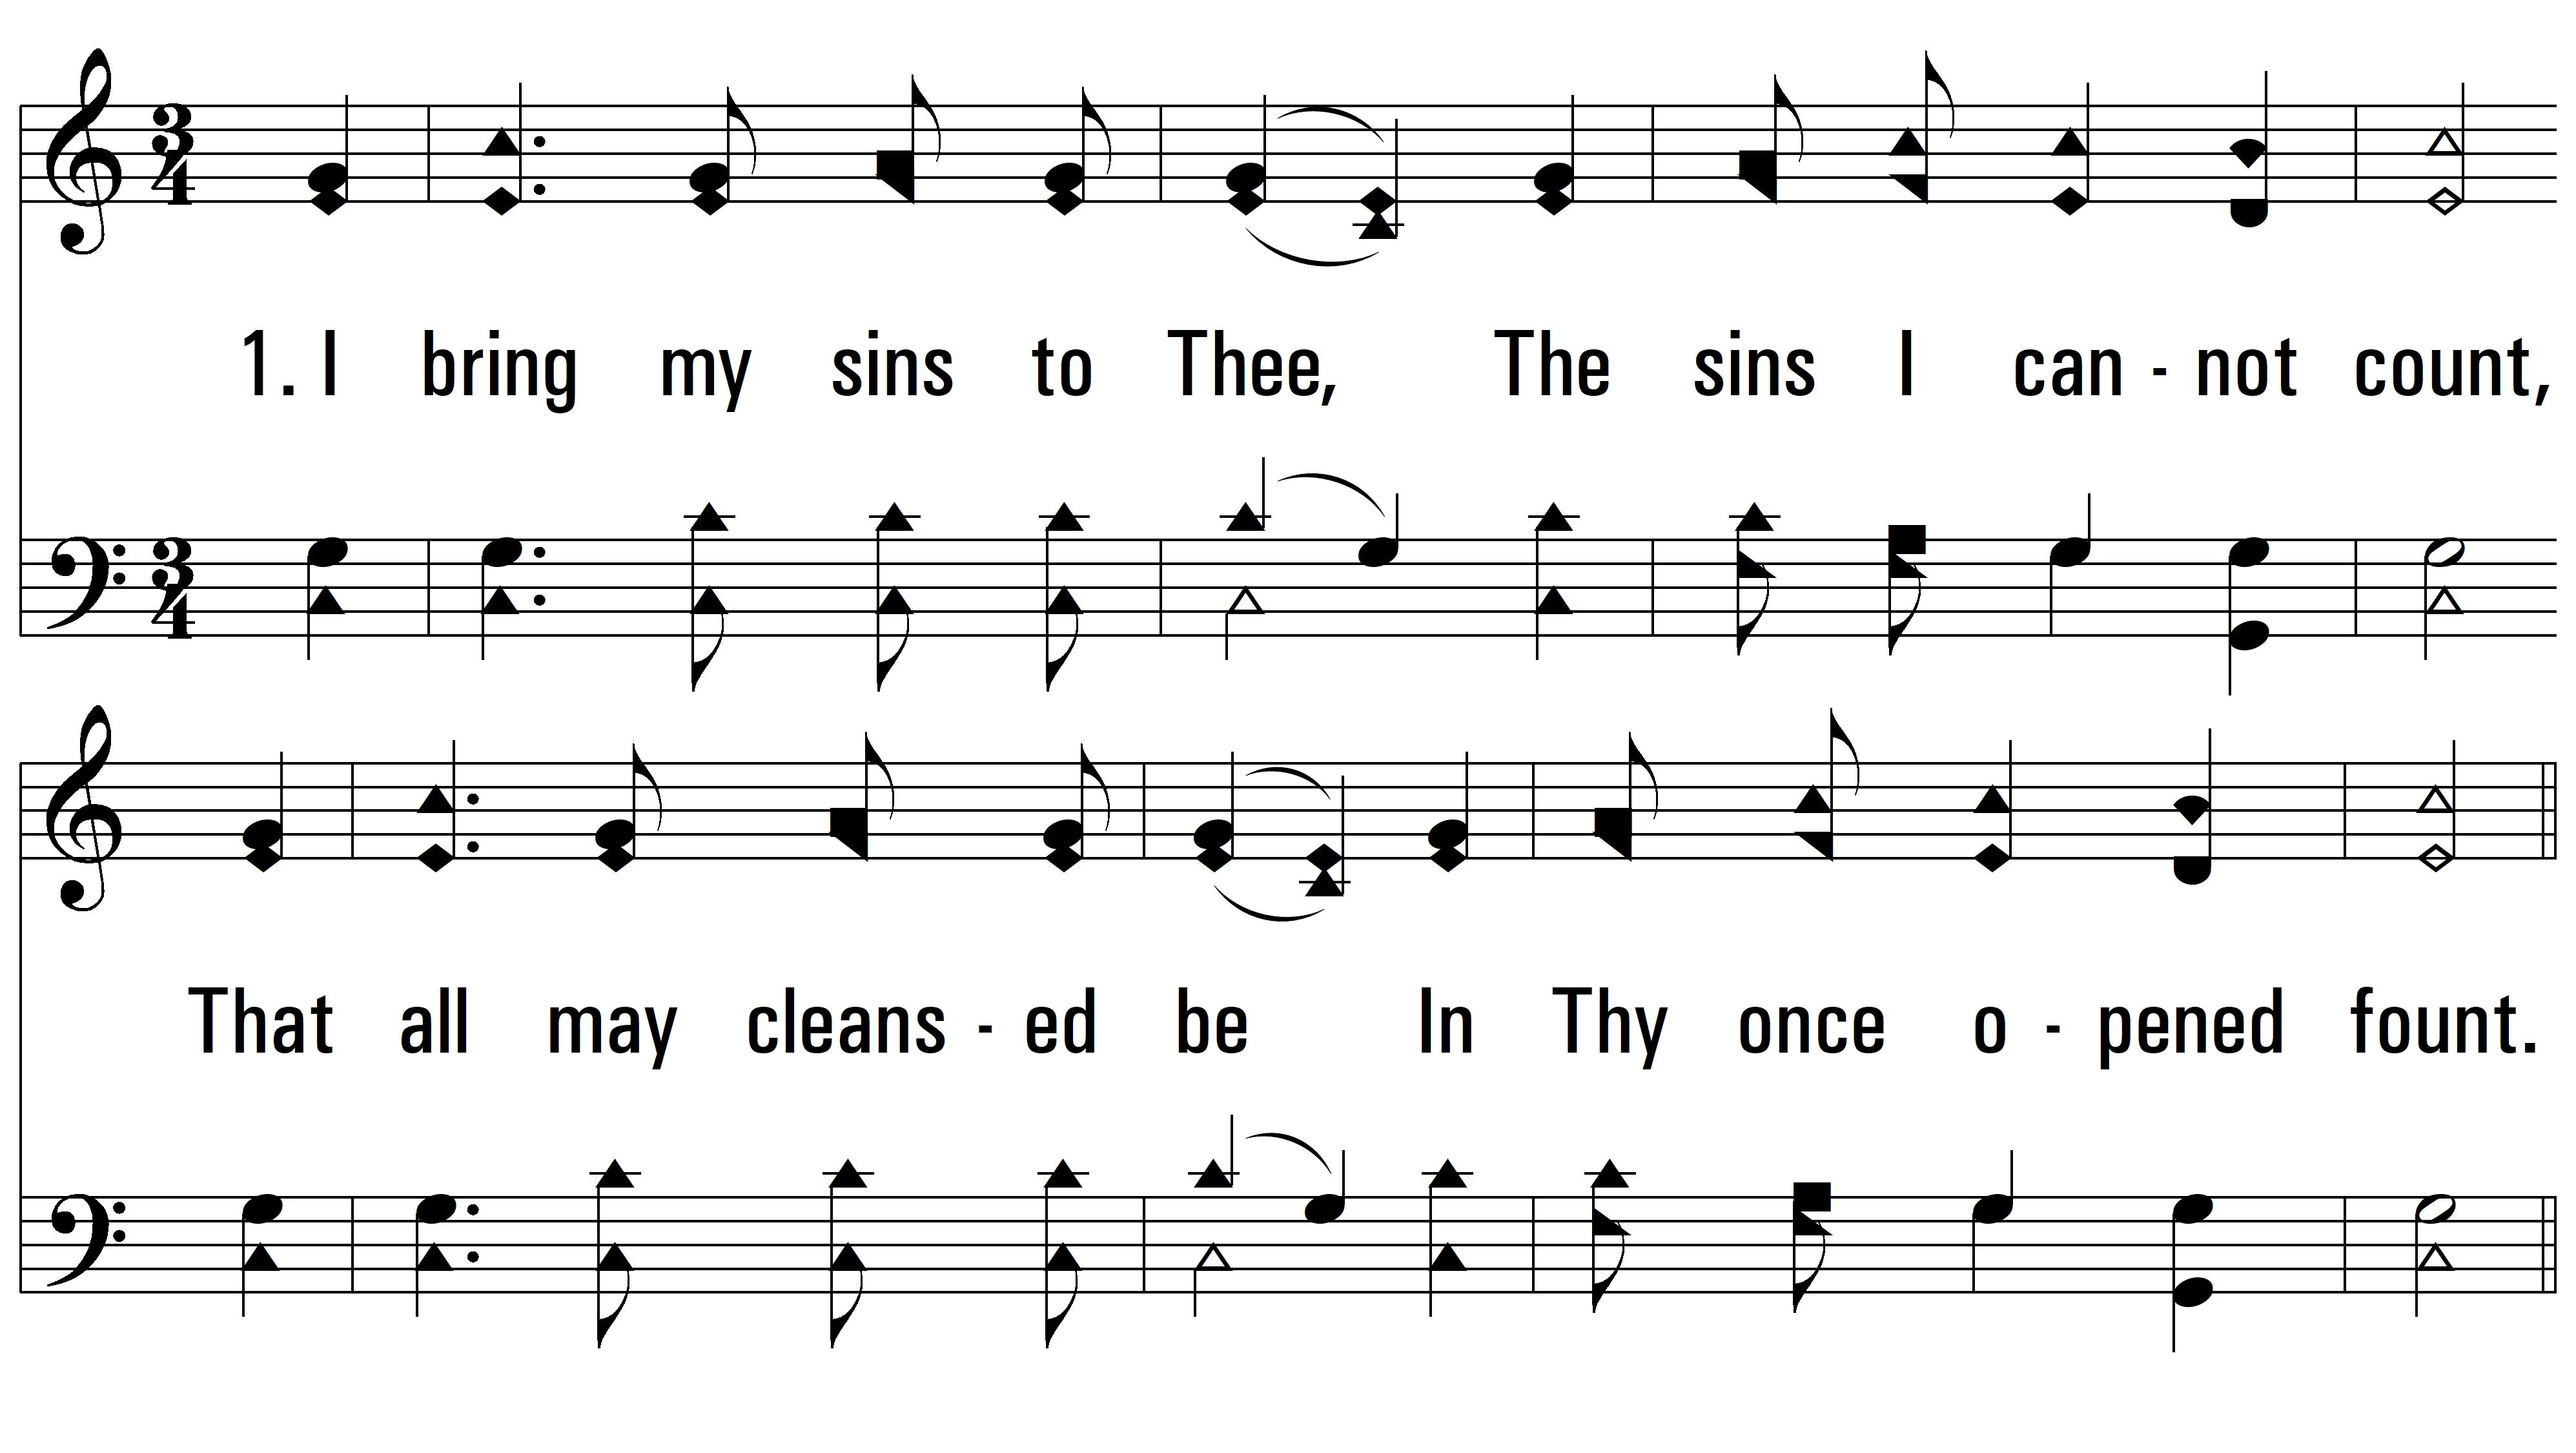 1. I bring my sins to Thee, The sins I can - not count,
That all may cleans - ed be In Thy once o - pened fount.